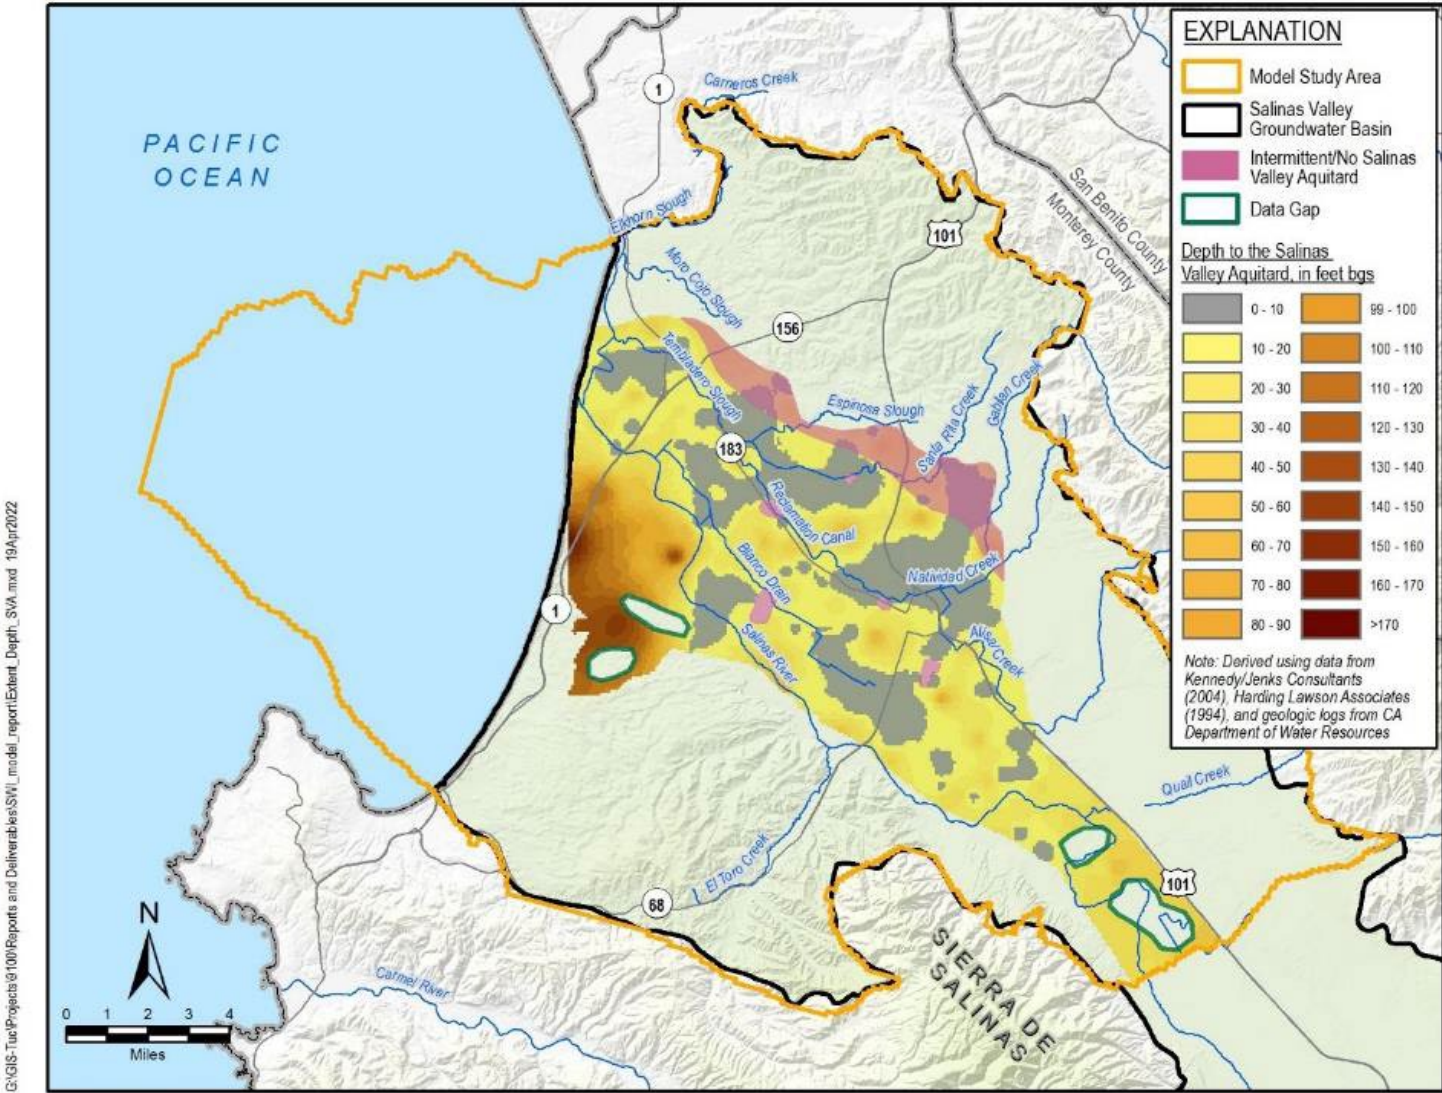 EXPLANATION
Model Study Area
Salinas Valley
Groundwater Basin
Intermittent/No Salinas
Valley Aquitard
Data Gap
Depth to the Salinas
Valley Aquitard, in feet bgs
0 - 10
99 - 100
10 - 20
100 - 110
20 - 30
110 - 120
30 - 40
120 - 130
40 - 50
130 - 140
50 - 60
140 - 150
60 - 70
150 - 160
70 - 80
160 - 170
80 - 90
>170
Note: Derived using data from
Kennedy/Jenks Consultants
(2004), Harding Lawson Associates
(1994), and geologic logs from CA
Department of Water Resources
PACIFIC
OCEAN
1
Carneros Creek
San Benito County
Monterey County
Elkhorn Slough
101
Moro Cojo Slough
156
Tembladero Slough
Espinosa Slough
Santa Rita Creek
Gabilan Creek
183
Reclamation Canal
Blanco Drain
Natividad Creek
1
Alisal Creek
Salinas River
Quail Creek
El Toro Creek
101
68
SIERRA DE
SALINAS
Carmel River
N
0 1 2 3 4
Miles
G:\GIS-Tuc\Projects\9100\Reports and Deliverables\SWI_model_report\Extent_Depth_SVA.mxd 19Apr2022